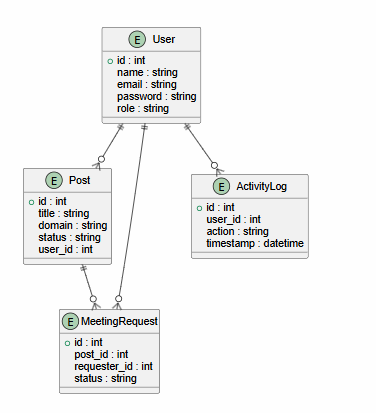 E User
id : int
name : string
email : string
password : string
role : string
E Post
id : int
title : string
domain : string
status : string
user_id : int
E ActivityLog
id : int
user_id : int
action : string
timestamp : datetime
E MeetingRequest
id : int
post_id : int
requester_id : int
status : string